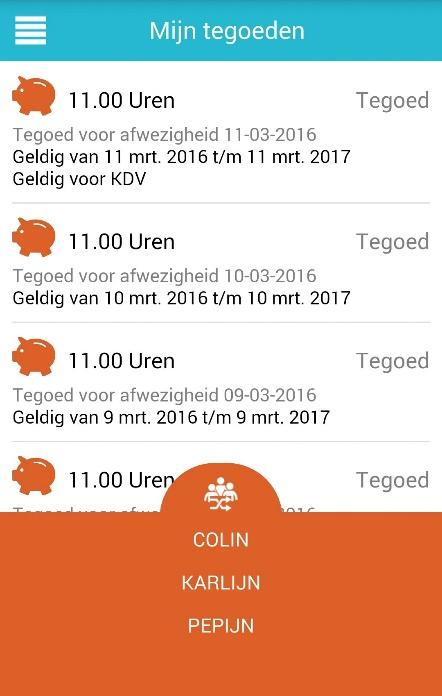 Mijn tegoeden
11.00 Uren Tegoed
Tegoed voor afwezigheid 11-03-2016
Geldig van 11 mrt. 2016 t/m 11 mrt. 2017
Geldig voor KDV
11.00 Uren Tegoed
Tegoed voor afwezigheid 10-03-2016
Geldig van 10 mrt. 2016 t/m 10 mrt. 2017
11.00 Uren Tegoed
Tegoed voor afwezigheid 09-03-2016
Geldig van 9 mrt. 2016 t/m 9 mrt. 2017
11.00 Uren Tegoed
COLIN
KARLIJN
PEPIJN